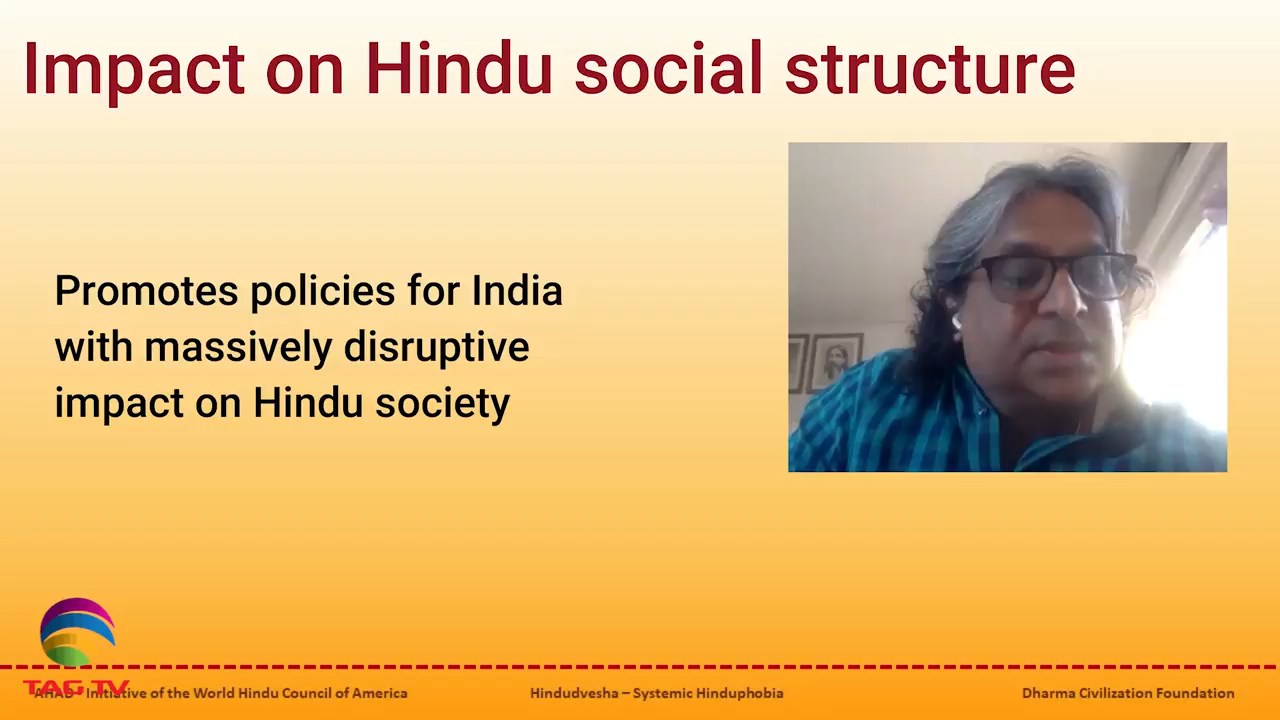 Impact on Hindu social structure
Promotes policies for India
with massively disruptive
impact on Hindu society
TAG TV
AHAD - Initiative of the World Hindu Council of America
Hindudvesha – Systemic Hinduphobia
Dharma Civilization Foundation